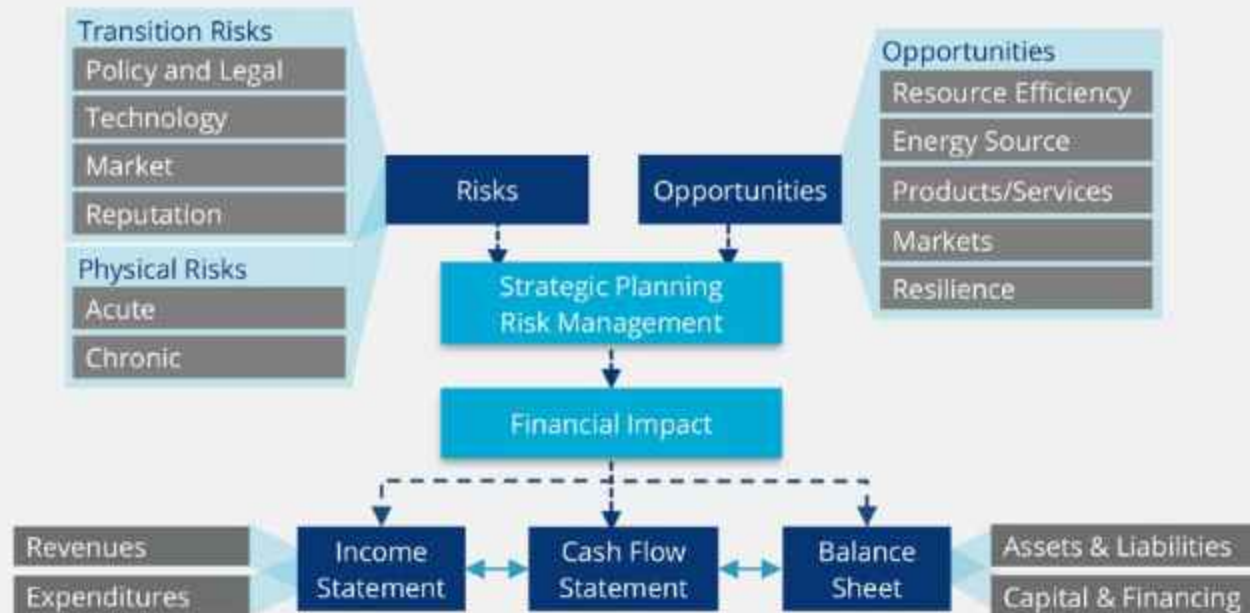 Transition Risks
Policy and Legal
Technology
Market
Reputation
Physical Risks
Acute
Chronic
Risks
Opportunities
Opportunities
Resource Efficiency
Energy Source
Products/Services
Markets
Resilience
Strategic Planning
Risk Management
Financial Impact
Revenues
Expenditures
Income
Statement
Cash Flow
Statement
Balance
Sheet
Assets & Liabilities
Capital & Financing